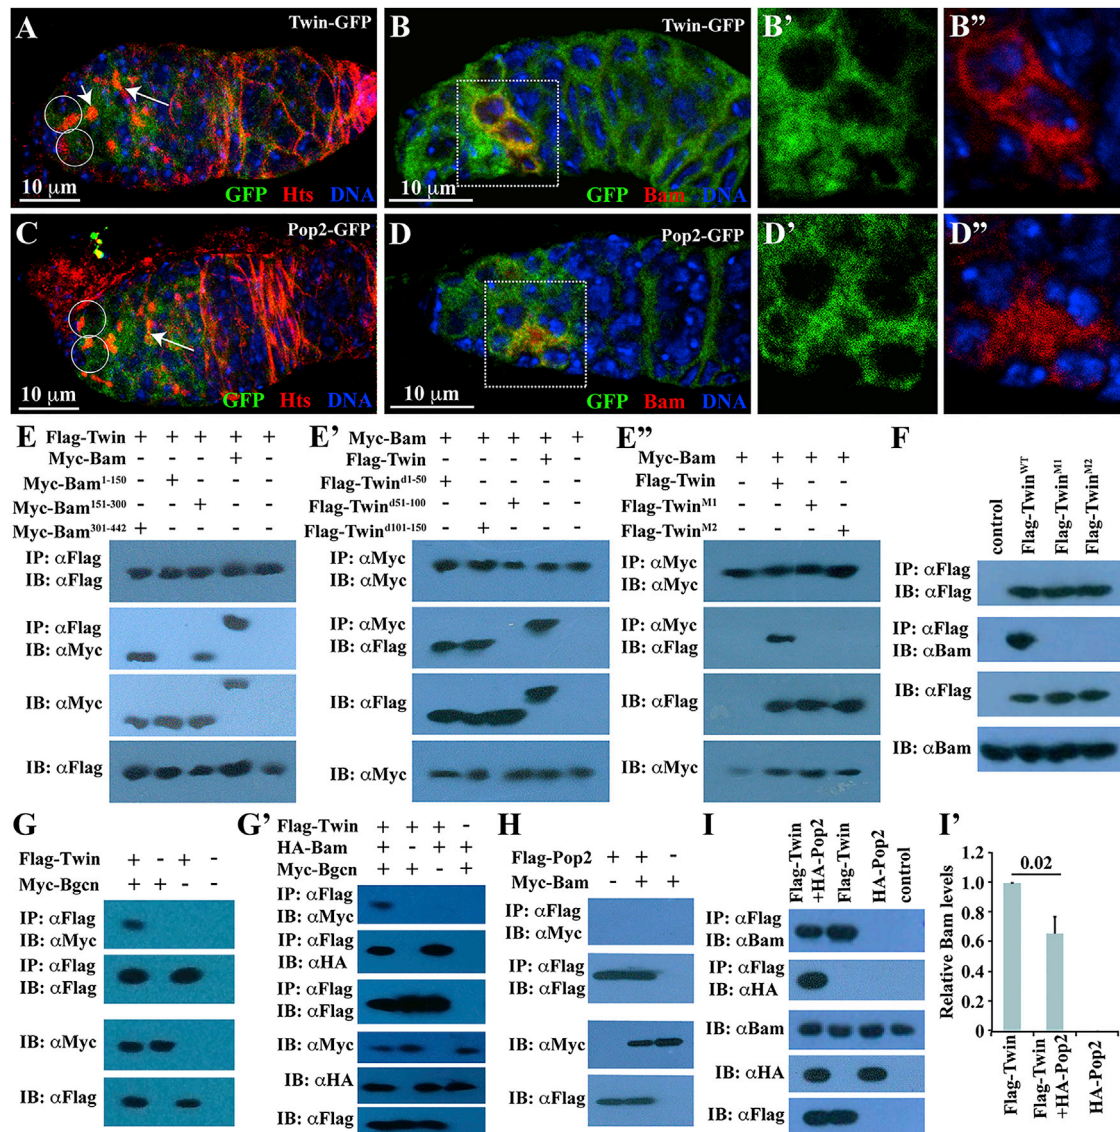 A Twin-GFP
10 μm GFP Hts DNA
B Twin-GFP
10 μm GFP Bam DNA
B'
B''
C Pop2-GFP
10 μm GFP Hts DNA
D Pop2-GFP
10 μm GFP Bam DNA
D'
D''
E
Flag-Twin + + + + +
Myc-Bam - - - + -
Myc-Bam1-150 - + - - -
Myc-Bam151-300 - - + - -
Myc-Bam301-442 + - - - -
IP: αFlag
IB: αFlag
IP: αFlag
IB: αMyc
IB: αMyc
IB: αFlag
E'
Myc-Bam + + + + +
Flag-Twin - - - + -
Flag-Twind1-50 + - - - -
Flag-Twind51-100 - - + - -
Flag-Twind101-150 - + - - -
IP: αMyc
IB: αMyc
IP: αMyc
IB: αFlag
IB: αFlag
IB: αMyc
E''
Myc-Bam + + + + 
Flag-Twin - + - -
Flag-TwinM1 - - + -
Flag-TwinM2 - - - +
IP: αMyc
IB: αMyc
IP: αMyc
IB: αFlag
IB: αFlag
IB: αMyc
F
control
Flag-TwinWT
Flag-TwinM1
Flag-TwinM2
IP: αFlag
IB: αFlag
IP: αFlag
IB: αBam
IB: αFlag
IB: αBam
G
Flag-Twin + - + -
Myc-Bgcn + + - -
IP: αFlag
IB: αMyc
IP: αFlag
IB: αFlag
IB: αMyc
IB: αFlag
G'
Flag-Twin + + + -
HA-Bam + - + +
Myc-Bgcn + + - +
IP: αFlag
IB: αMyc
IP: αFlag
IB: αHA
IP: αFlag
IB: αFlag
IB: αMyc
IB: αHA
IB: αFlag
H
Flag-Pop2 + + -
Myc-Bam - + +
IP: αFlag
IB: αMyc
IP: αFlag
IB: αFlag
IB: αMyc
IB: αFlag
I
Flag-Twin
+HA-Pop2
Flag-Twin
HA-Pop2
control
IP: αFlag
IB: αBam
IP: αFlag
IB: αHA
IB: αBam
IB: αHA
IB: αFlag
I'
Relative Bam levels
1.2
1
0.8
0.6
0.4
0.2
0
0.02
Flag-Twin
Flag-Twin
+HA-Pop2
HA-Pop2